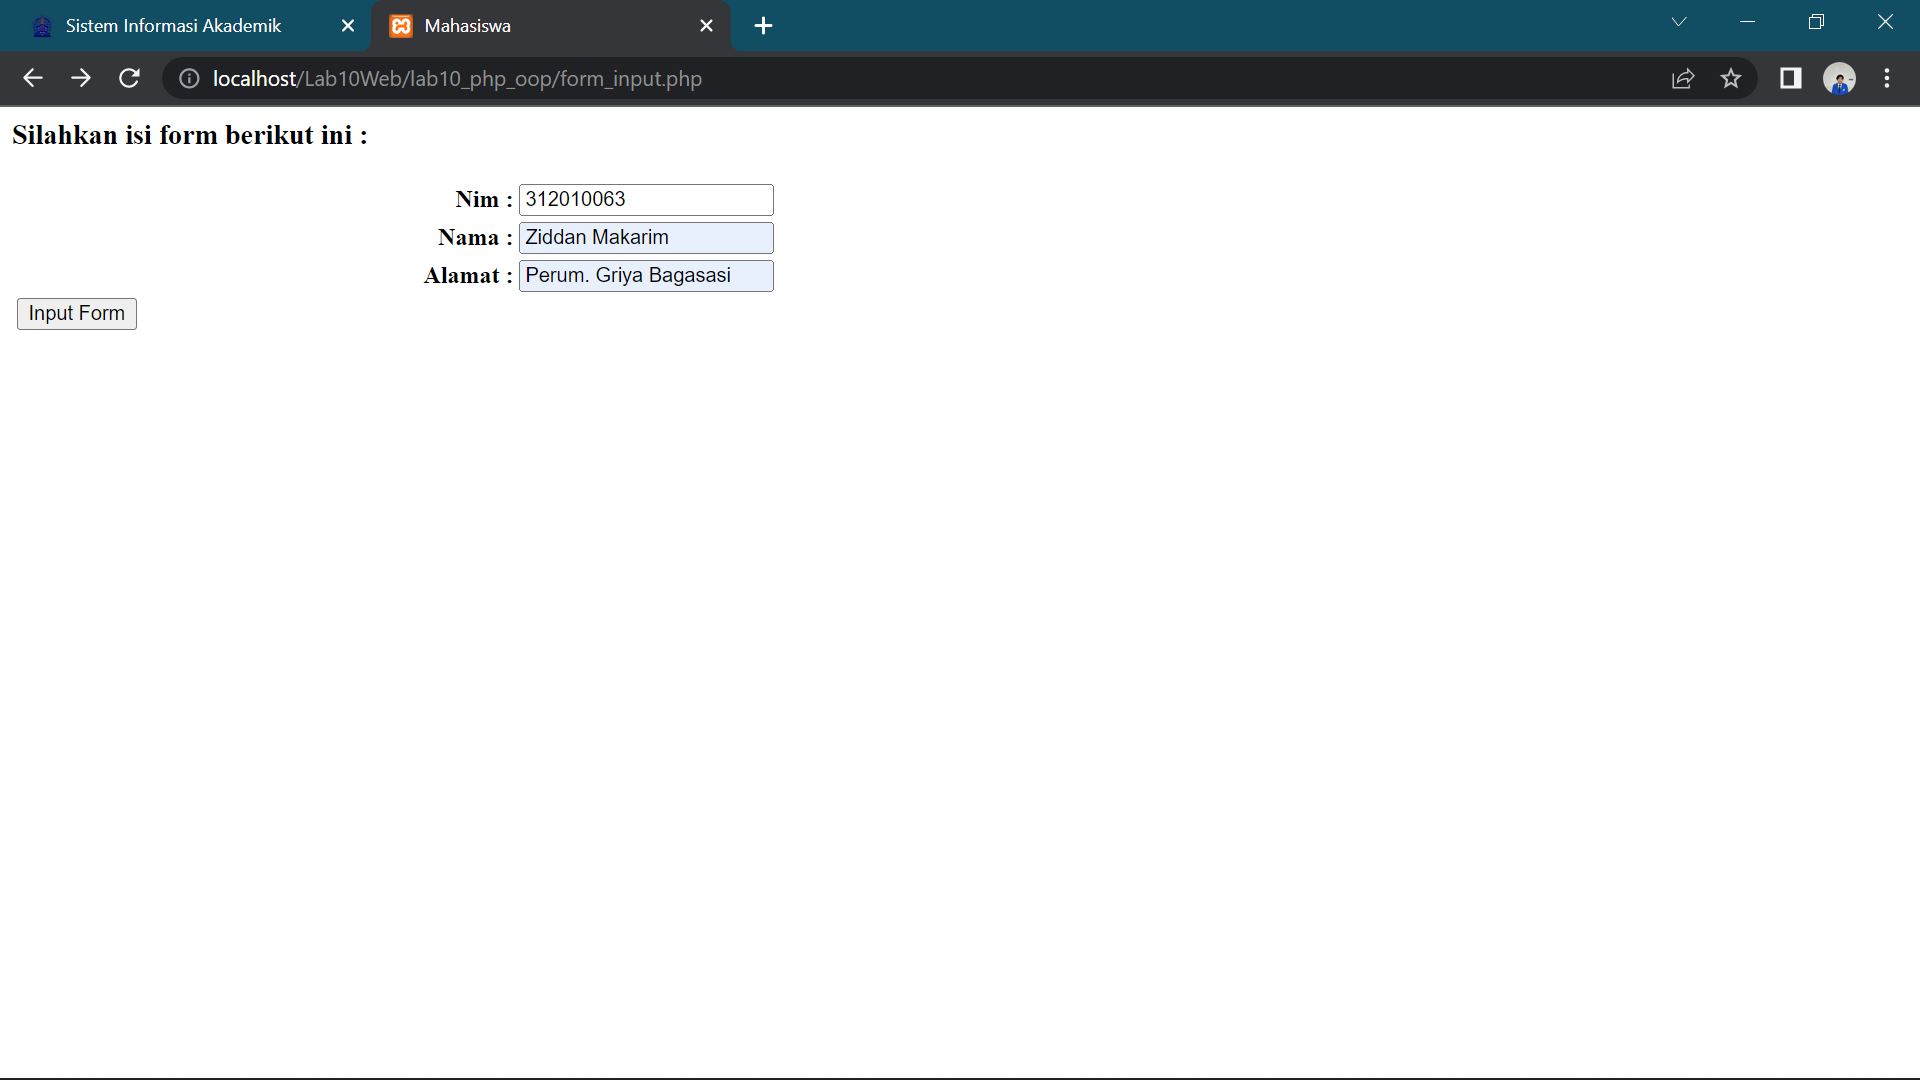 Sistem Informasi Akademik
Mahasiswa
localhost/Lab10Web/lab10_php_oop/form_input.php
Silahkan isi form berikut ini :
Nim : 312010063
Nama : Ziddan Makarim
Alamat : Perum. Griya Bagasasi
Input Form